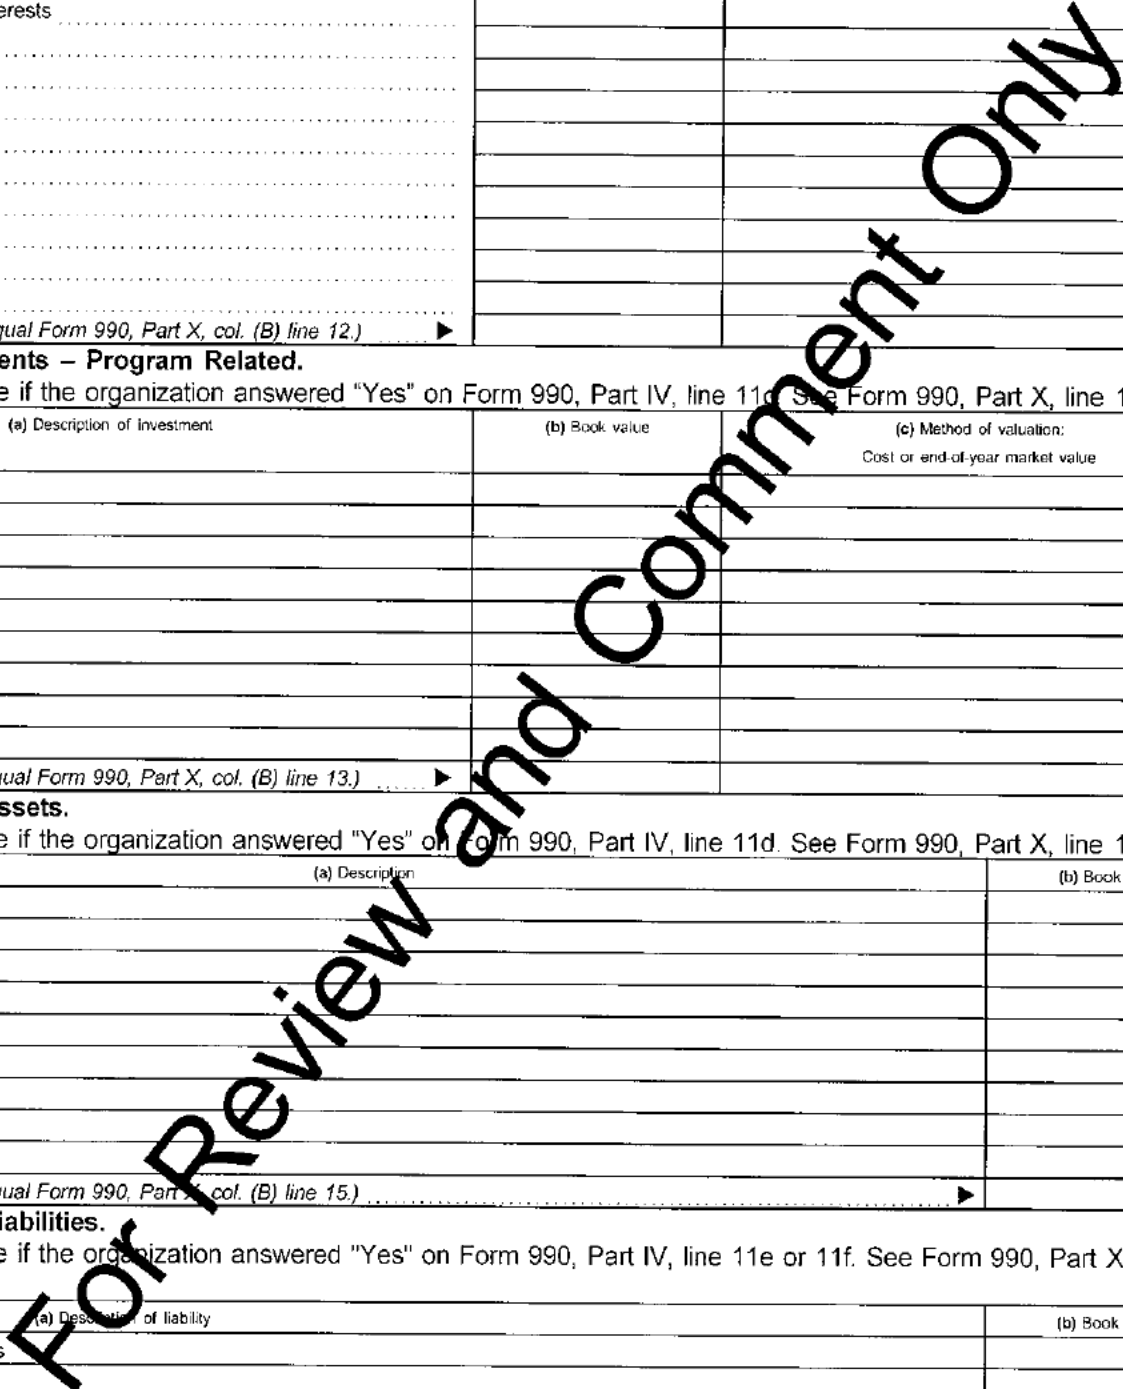 erests
qual Form 990, Part X, col. (B) line 12.)
ents – Program Related.
e if the organization answered “Yes” on Form 990, Part IV, line 11c. See Form 990, Part X, line 1
(a) Description of investment (b) Book value (c) Method of valuation:
Cost or end-of-year market value
ual Form 990, Part X, col. (B) line 13.)
ssets.
e if the organization answered "Yes" on Form 990, Part IV, line 11d. See Form 990, Part X, line 1
(a) Description (b) Book
ual Form 990, Part X, col. (B) line 15.)
iabilities.
e if the organization answered "Yes" on Form 990, Part IV, line 11e or 11f. See Form 990, Part X
(a) Description of liability (b) Book
s
For Review and Comment Only